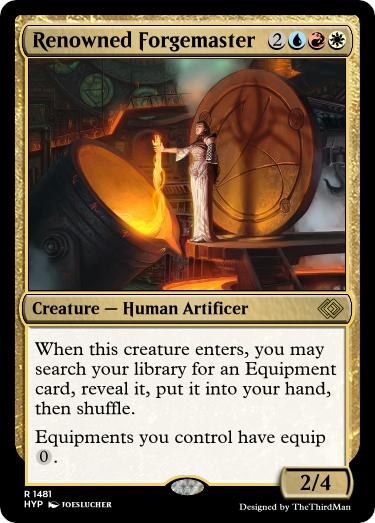 Renowned Forgemaster 2
Creature — Human Artificer
When this creature enters, you may
search your library for an Equipment
card, reveal it, put it into your hand,
then shuffle.
Equipments you control have equip
0 .
2/4
R 1481
HYP JOESLUCHER
Designed by TheThirdMan